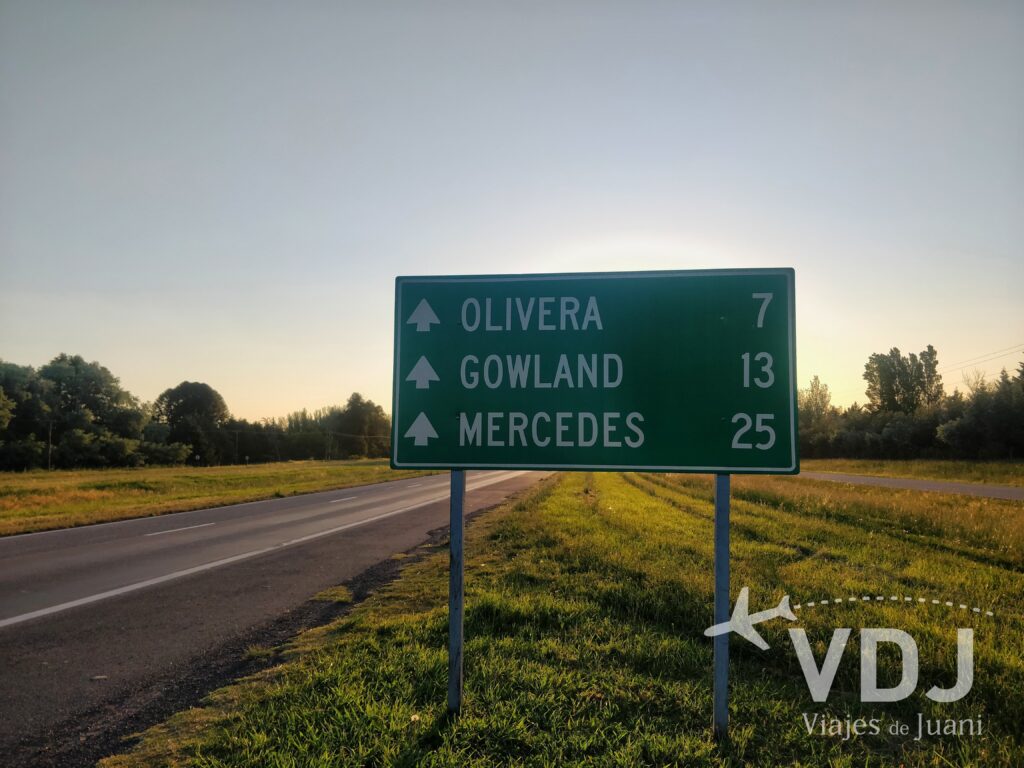 OLIVERA 7
GOWLAND 13
MERCEDES 25
VDJ
Viajes de Juani